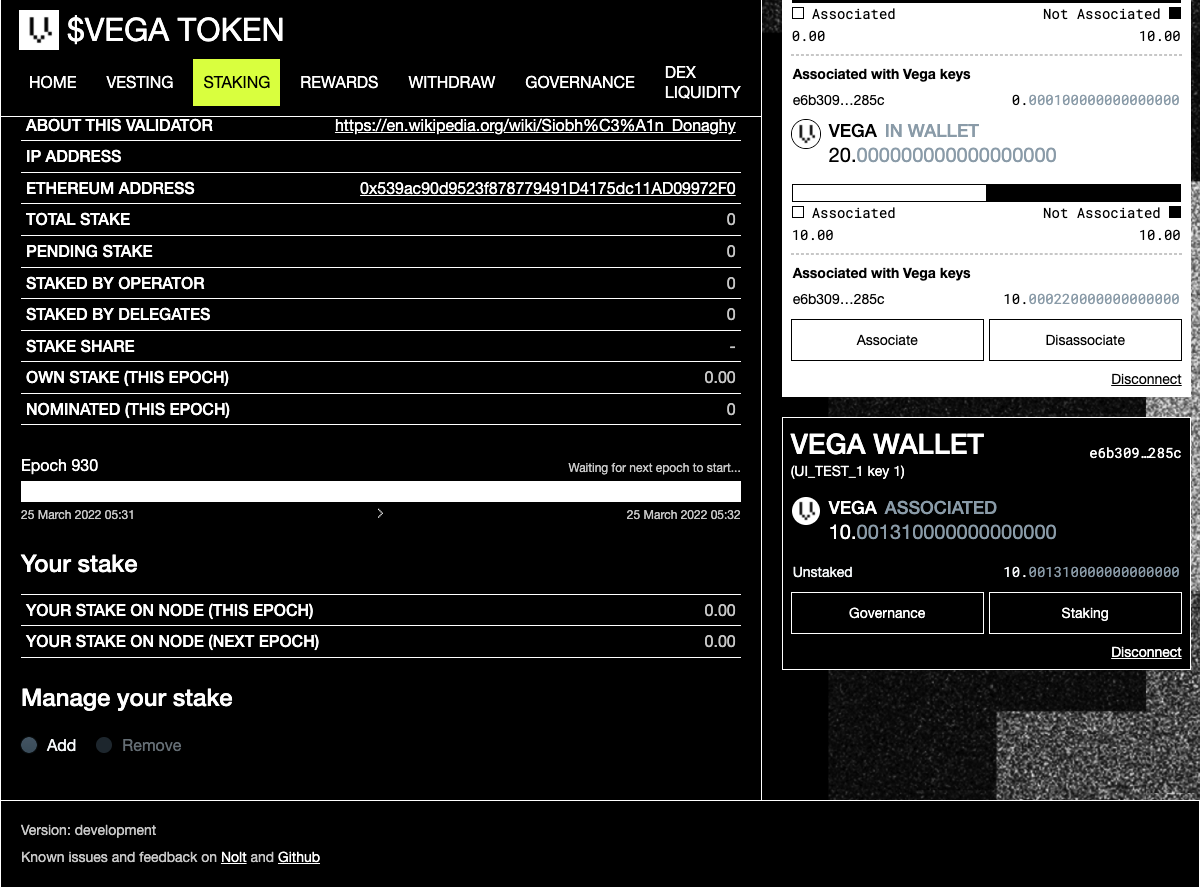 $VEGA TOKEN
HOME VESTING STAKING REWARDS WITHDRAW GOVERNANCE DEX LIQUIDITY
ABOUT THIS VALIDATOR https://en.wikipedia.org/wiki/Siobh%C3%A1n_Donaghy
IP ADDRESS
ETHEREUM ADDRESS 0x539ac90d9523f878779491D4175dc11AD09972F0
TOTAL STAKE 0
PENDING STAKE 0
STAKED BY OPERATOR 0
STAKED BY DELEGATES 0
STAKE SHARE -
OWN STAKE (THIS EPOCH) 0.00
NOMINATED (THIS EPOCH) 0
Epoch 930 Waiting for next epoch to start...
25 March 2022 05:31 > 25 March 2022 05:32
Your stake
YOUR STAKE ON NODE (THIS EPOCH) 0.00
YOUR STAKE ON NODE (NEXT EPOCH) 0.00
Manage your stake
Add Remove
Associated Not Associated
0.00 10.00
Associated with Vega keys
e6b309…285c 0.000100000000000000
VEGA IN WALLET
20.000000000000000000
Associated Not Associated
10.00 10.00
Associated with Vega keys
e6b309…285c 10.000220000000000000
Associate Disassociate
Disconnect
VEGA WALLET e6b309…285c
(UI_TEST_1 key 1)
VEGA ASSOCIATED
10.001310000000000000
Unstaked 10.001310000000000000
Governance Staking
Disconnect
Version: development
Known issues and feedback on Nolt and Github